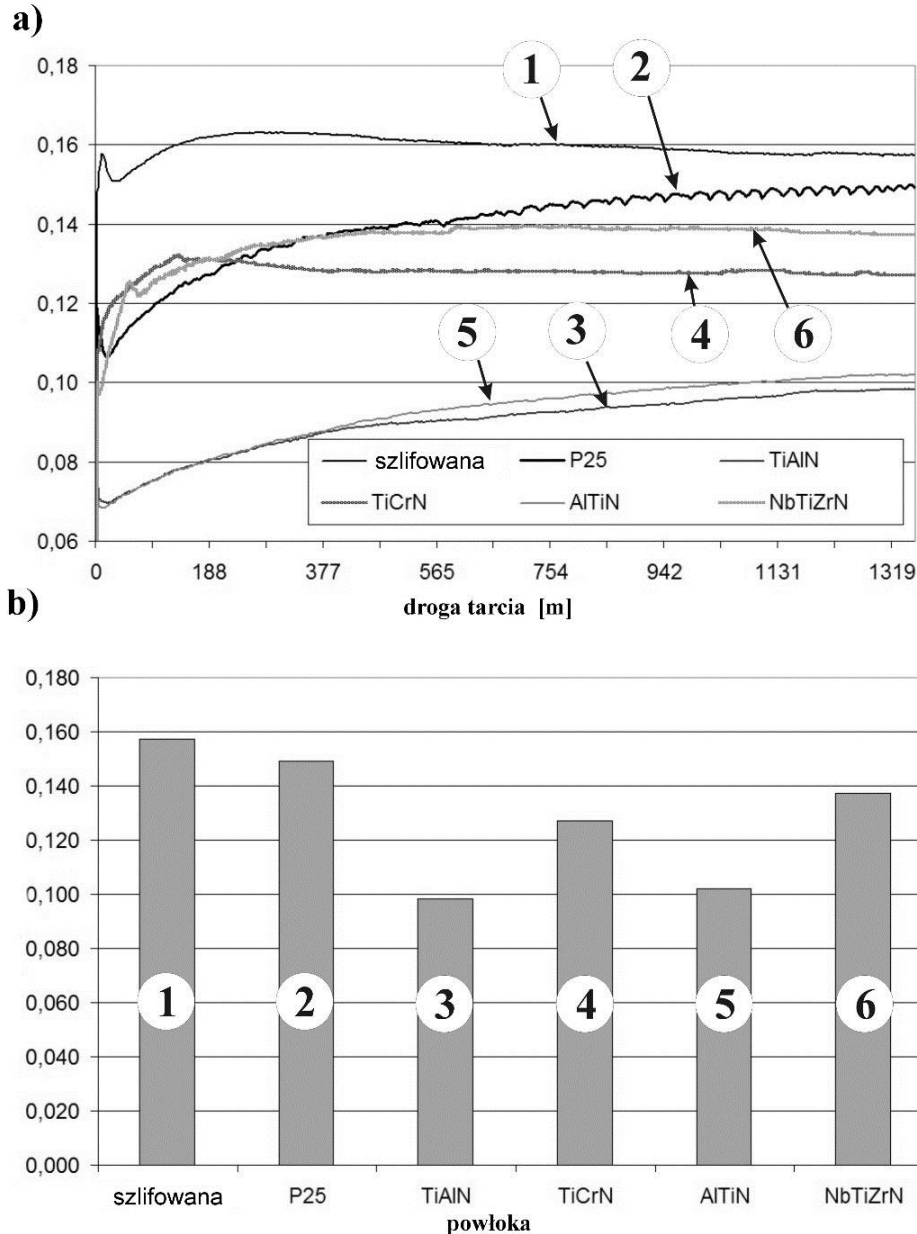 a)
0,18
0,16
0,14
0,12
0,10
0,08
0,06
1
2
5
3
4
6
szlifowana P25 TiAlN
TiCrN AlTiN NbTiZrN
0 188 377 565 754 942 1131 1319
droga tarcia [m]
b)
0,180
0,160
0,140
0,120
0,100
0,080
0,060
0,040
0,020
0,000
1 2 3 4 5 6
szlifowana P25 TiAlN TiCrN AlTiN NbTiZrN
powłoka